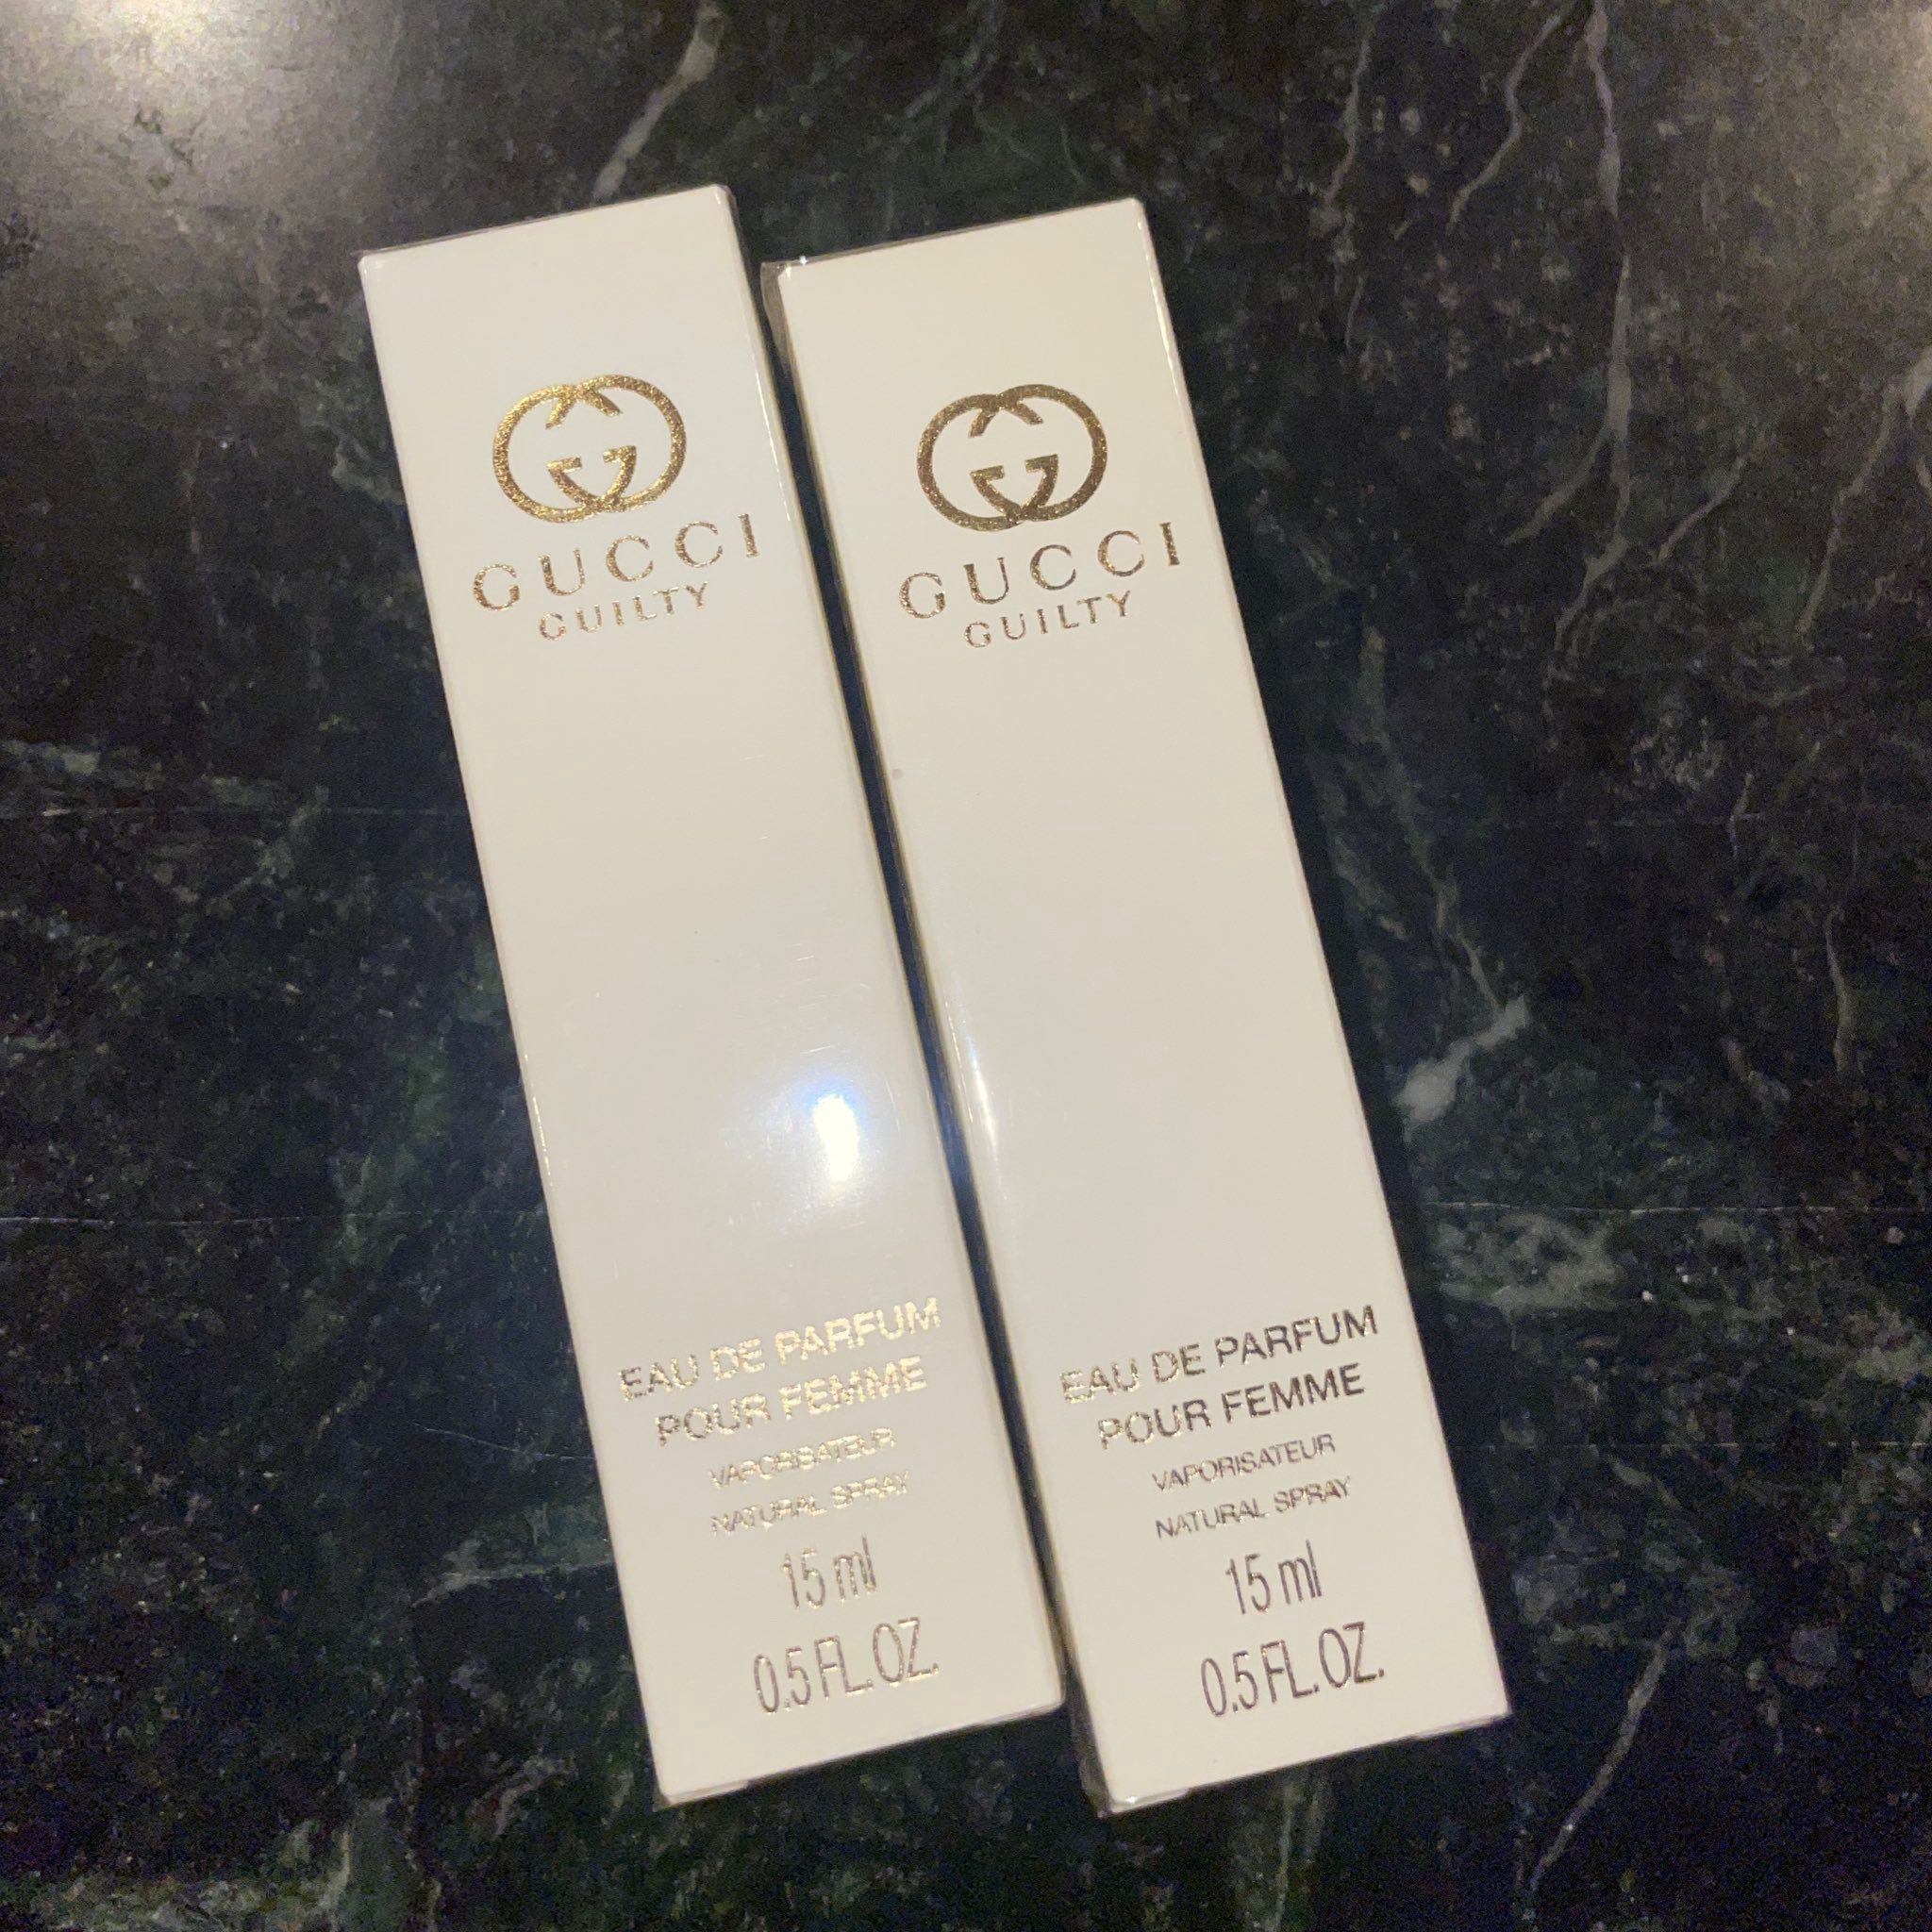 GUCCI
GUILTY
EAU DE PARFUM
POUR FEMME
VAPORISATEUR
NATURAL SPRAY
15 ml
0.5 FL.OZ.
GUCCI
GUILTY
EAU DE PARFUM
POUR FEMME
VAPORISATEUR
NATURAL SPRAY
15 ml
0.5 FL.OZ.